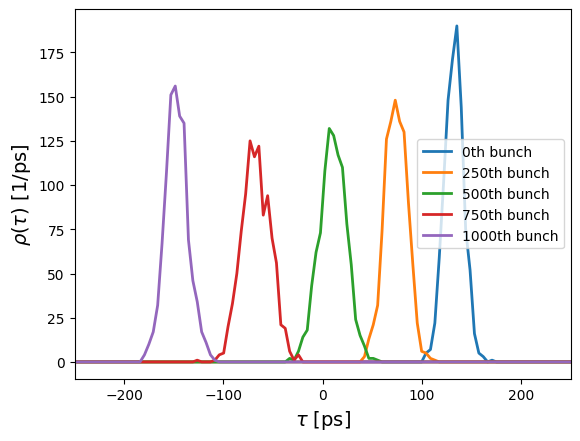 175
150
125
100
75
50
25
0
ρ(τ) [1/ps]
0th bunch
250th bunch
500th bunch
750th bunch
1000th bunch
−200
−100
0
100
200
τ [ps]